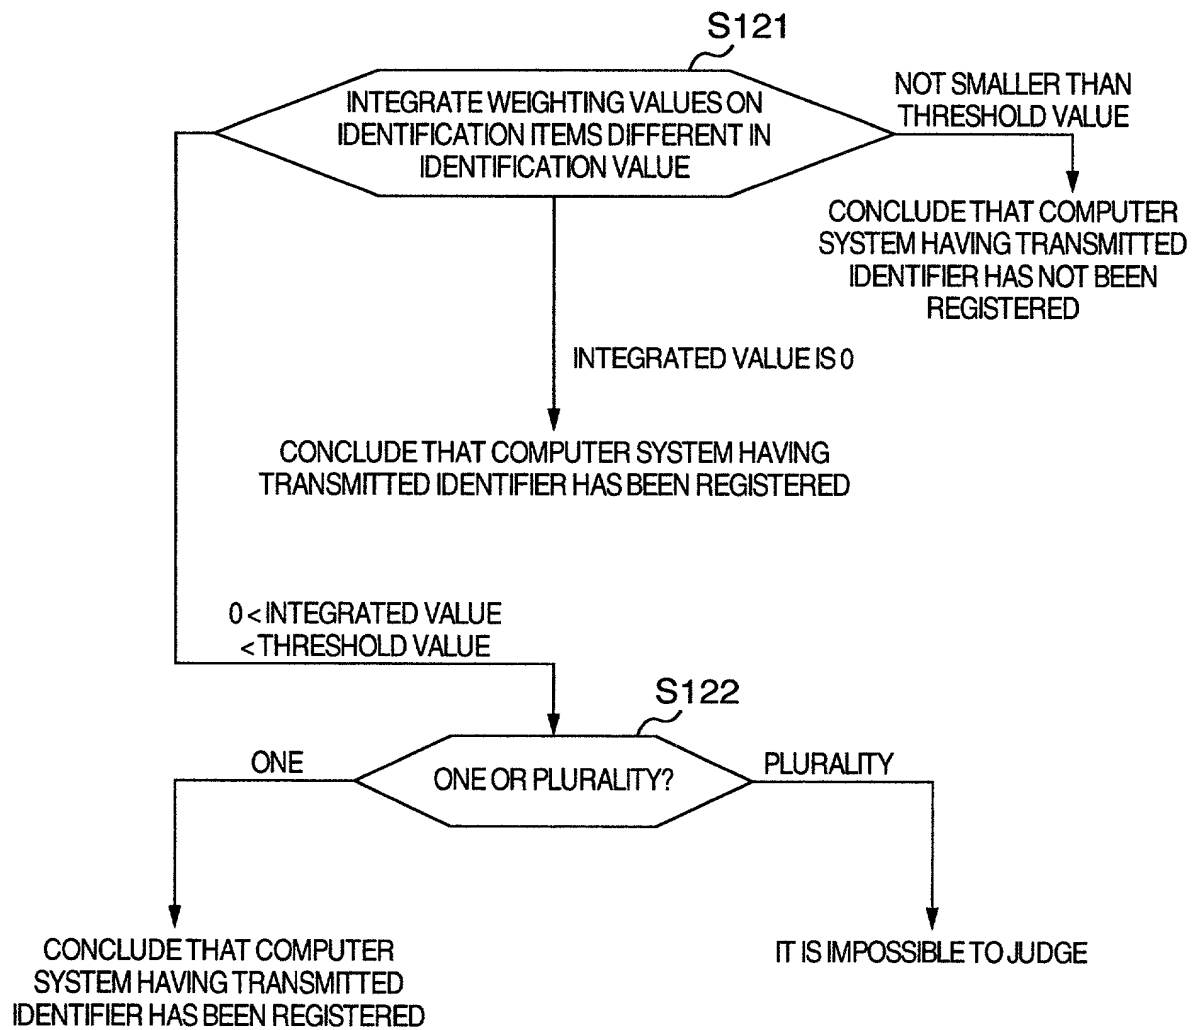 S121
INTEGRATE WEIGHTING VALUES ON
IDENTIFICATION ITEMS DIFFERENT IN
IDENTIFICATION VALUE
NOT SMALLER THAN
THRESHOLD VALUE
CONCLUDE THAT COMPUTER
SYSTEM HAVING TRANSMITTED
IDENTIFIER HAS NOT BEEN
REGISTERED
INTEGRATED VALUE IS 0
CONCLUDE THAT COMPUTER SYSTEM HAVING
TRANSMITTED IDENTIFIER HAS BEEN REGISTERED
0 < INTEGRATED VALUE
< THRESHOLD VALUE
S122
ONE
ONE OR PLURALITY?
PLURALITY
CONCLUDE THAT COMPUTER
SYSTEM HAVING TRANSMITTED
IDENTIFIER HAS BEEN REGISTERED
IT IS IMPOSSIBLE TO JUDGE